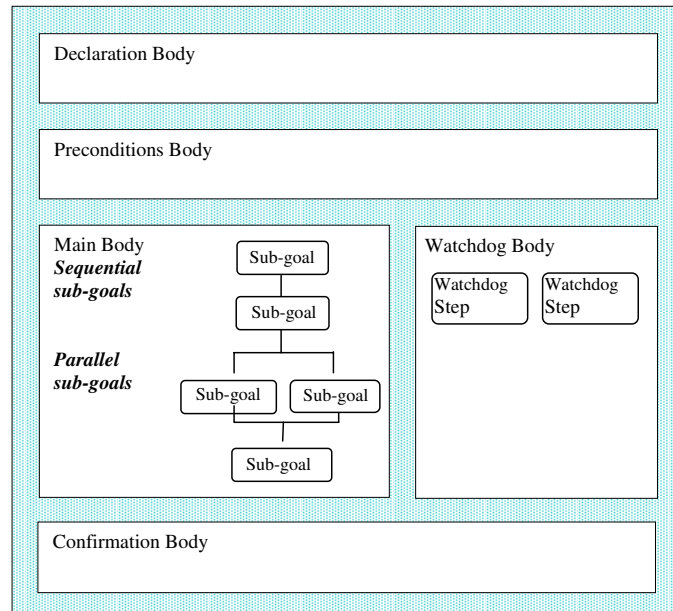 Declaration Body
Preconditions Body
Main Body
Sequential
sub-goals
Sub-goal
Sub-goal
Parallel
sub-goals
Sub-goal
Sub-goal
Sub-goal
Watchdog Body
Watchdog
Step
Watchdog
Step
Confirmation Body